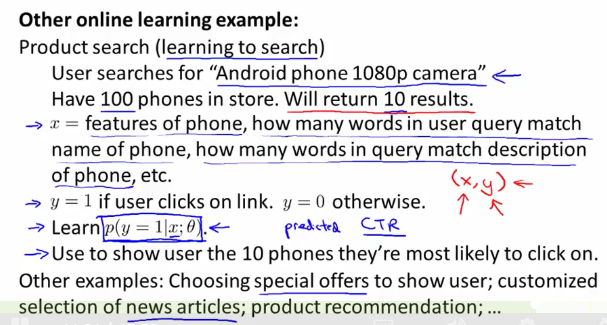 Other online learning example:
Product search (learning to search)
User searches for “Android phone 1080p camera”
Have 100 phones in store. Will return 10 results.
x = features of phone, how many words in user query match
name of phone, how many words in query match description
of phone, etc.
(x, y)
y = 1 if user clicks on link. y = 0 otherwise.
Learn p(y = 1|x; θ). predicted CTR
Use to show user the 10 phones they’re most likely to click on.
Other examples: Choosing special offers to show user; customized
selection of news articles; product recommendation; ...